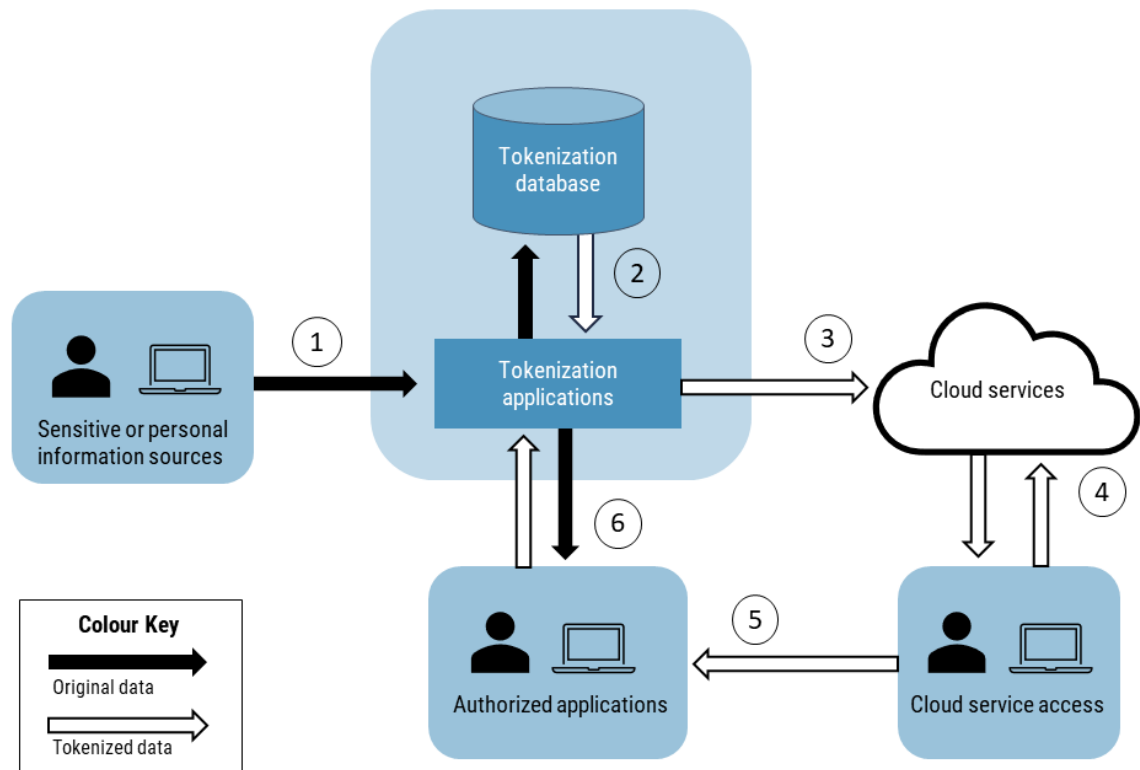 Tokenization
database
2
1
3
Tokenization
applications
Cloud services
Sensitive or personal
information sources
4
6
5
Authorized applications
Cloud service access
Colour Key
Original data
Tokenized data